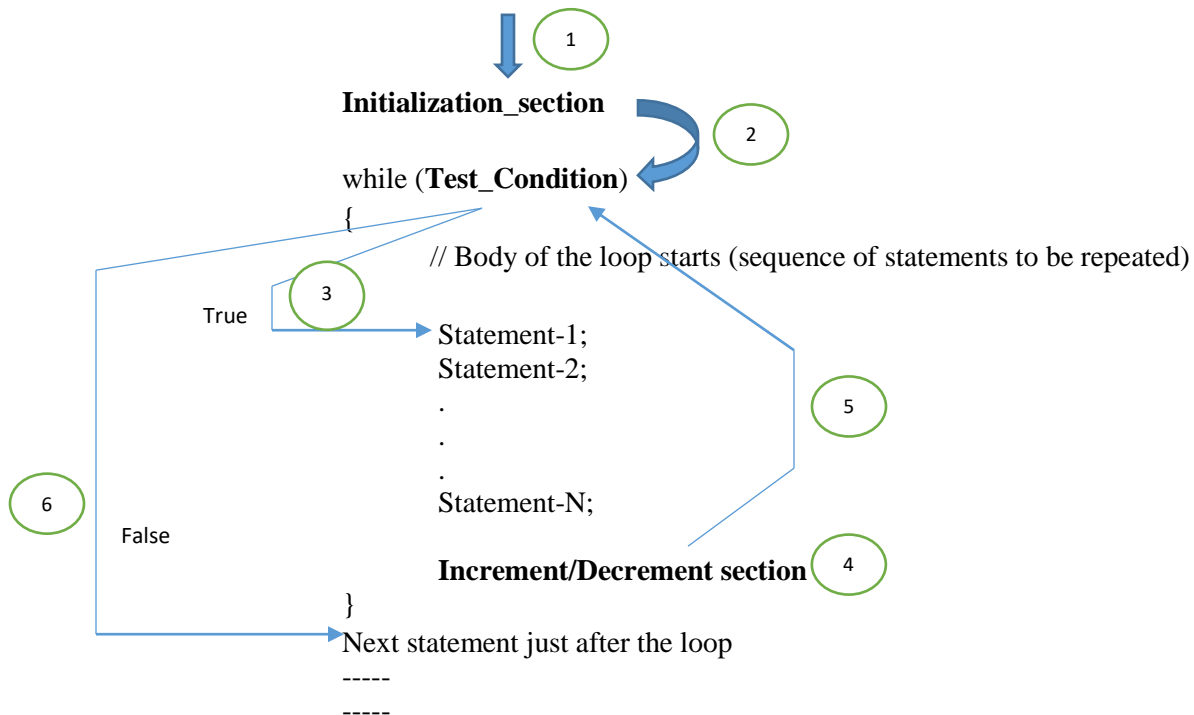 1
Initialization_section
2
while (Test_Condition)
{
// Body of the loop starts (sequence of statements to be repeated)
3
True
Statement-1;
Statement-2;
.
5
.
.
Statement-N;
6
False
Increment/Decrement section
4
}
Next statement just after the loop
-----
-----